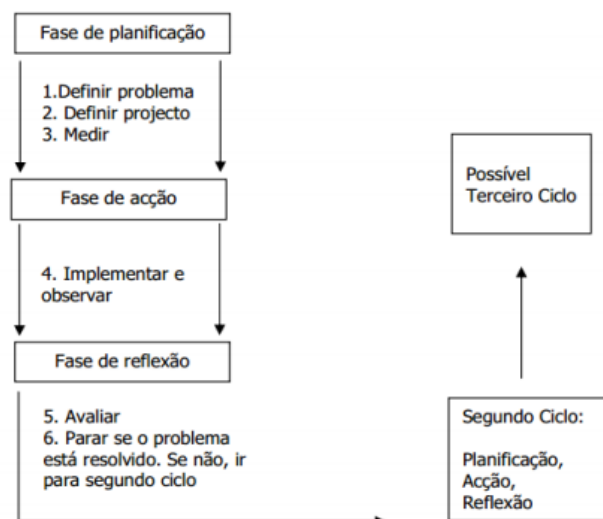 Fase de planificação
1.Definir problema
2. Definir projecto
3. Medir
Fase de acção
4. Implementar e
observar
Fase de reflexão
5. Avaliar
6. Parar se o problema
está resolvido. Se não, ir
para segundo ciclo
Segundo Ciclo:
Planificação,
Acção,
Reflexão
Possível
Terceiro Ciclo